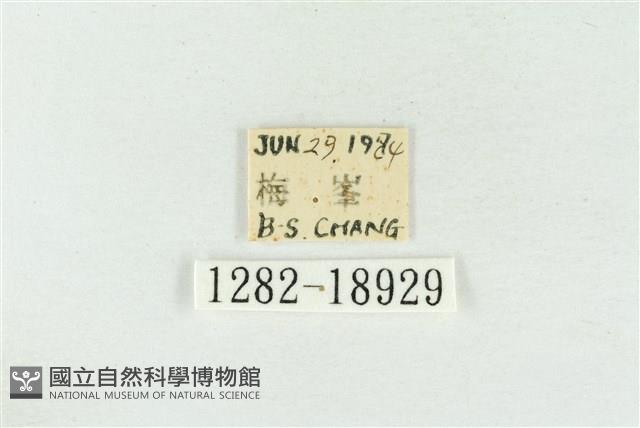 JUN 29. 1984
梅 峯
B-S. CHANG
1282-18929
國立自然科學博物館
NATIONAL MUSEUM OF NATURAL SCIENCE